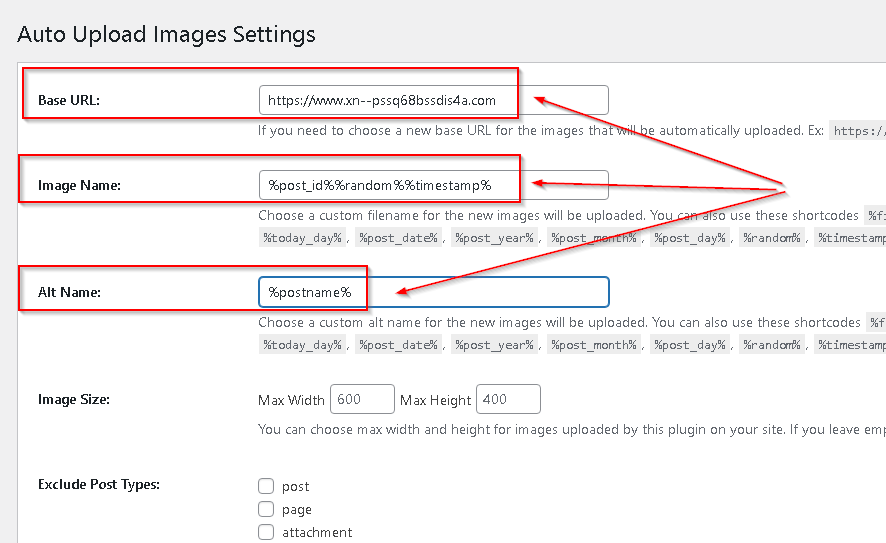 Auto Upload Images Settings
Base URL:
https://www.xn--pssq68bssdis4a.com
If you need to choose a new base URL for the images that will be automatically uploaded. Ex: https:/
Image Name:
%post_id%%random%%timestamp%
Choose a custom filename for the new images will be uploaded. You can also use these shortcodes
%today_day%, %post_date%, %post_year%, %post_month%, %post_day%, %random%, %timestamp
Alt Name:
%postname%
Choose a custom alt name for the new images will be uploaded. You can also use these shortcodes
%today_day%, %post_date%, %post_year%, %post_month%, %post_day%, %random%, %timestamp
Image Size:
Max Width 600 Max Height 400
You can choose max width and height for images uploaded by this plugin on your site. If you leave
Exclude Post Types:
post
page
attachment